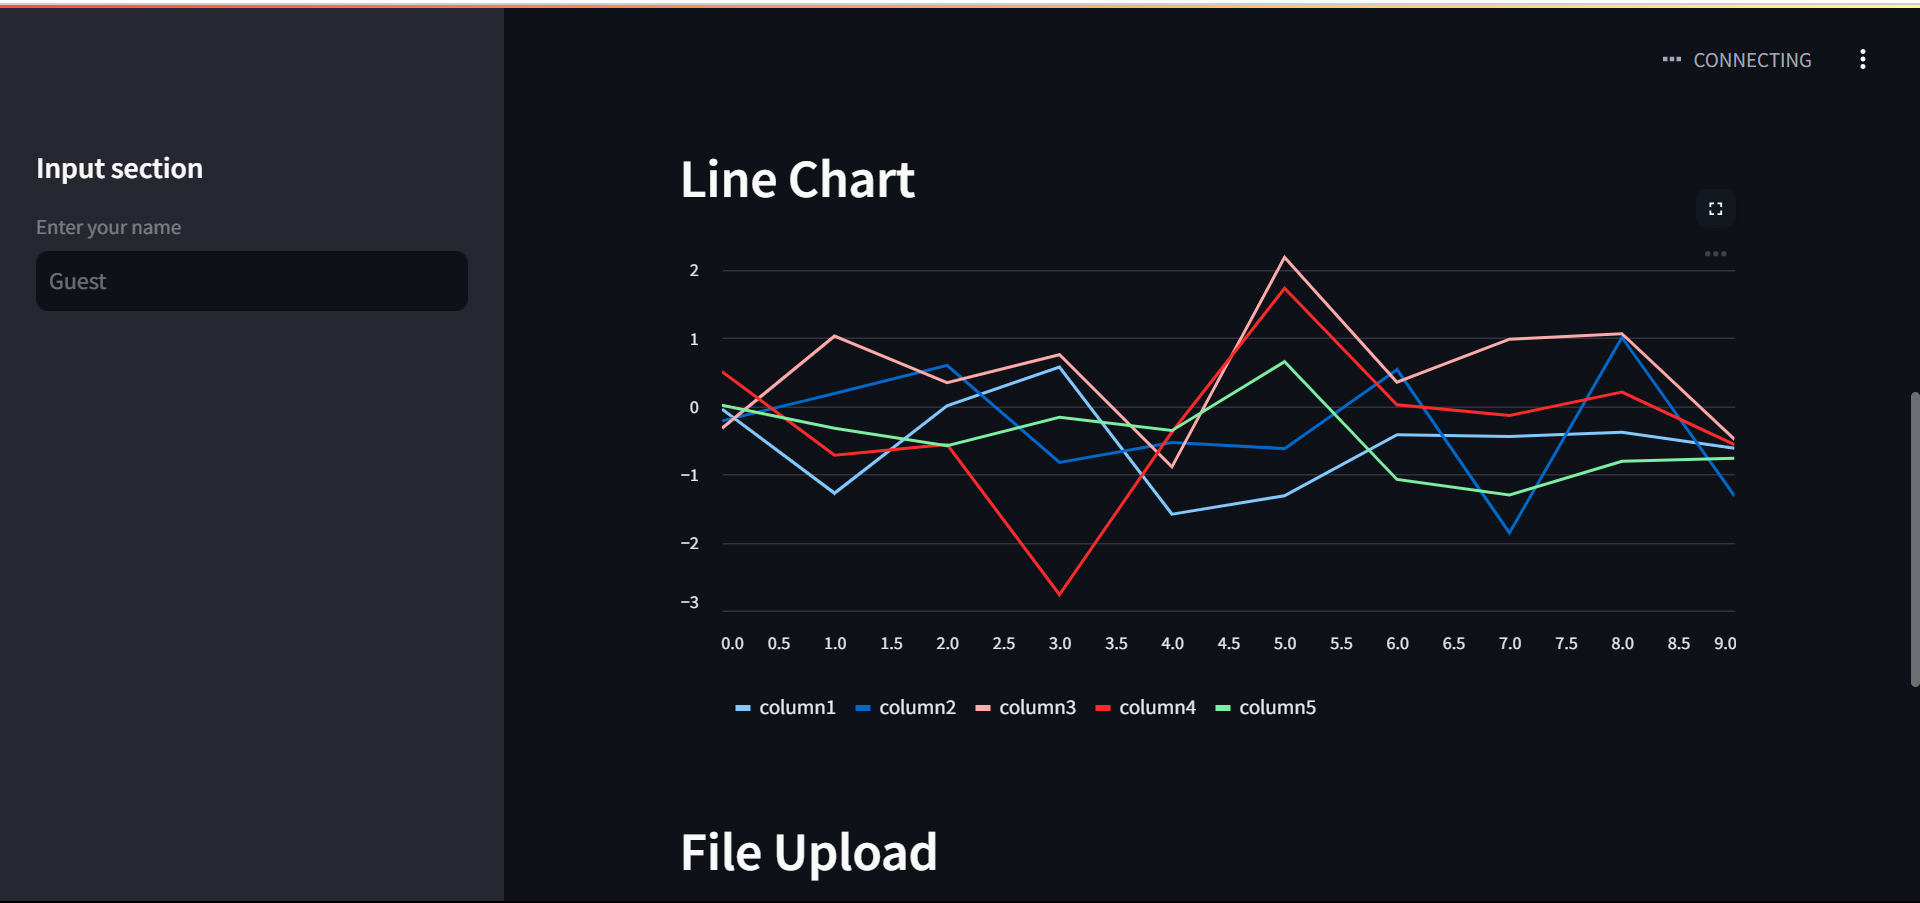 CONNECTING
Input section
Enter your name
Guest
Line Chart
2
1
0
−1
−2
−3
0.0 0.5 1.0 1.5 2.0 2.5 3.0 3.5 4.0 4.5 5.0 5.5 6.0 6.5 7.0 7.5 8.0 8.5 9.0
column1 column2 column3 column4 column5
File Upload